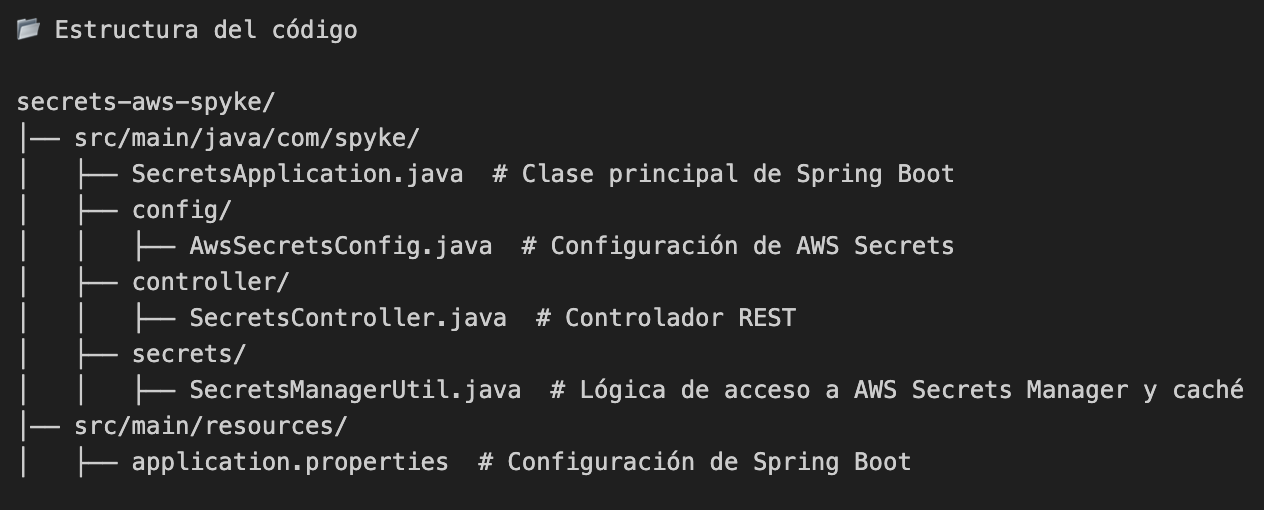 📂 Estructura del código
secrets-aws-spyke/
│── src/main/java/com/spyke/
│   ├── SecretsApplication.java  # Clase principal de Spring Boot
│   ├── config/
│   │   ├── AwsSecretsConfig.java  # Configuración de AWS Secrets
│   ├── controller/
│   │   ├── SecretsController.java  # Controlador REST
│   ├── secrets/
│   │   ├── SecretsManagerUtil.java  # Lógica de acceso a AWS Secrets Manager y caché
│── src/main/resources/
│   ├── application.properties  # Configuración de Spring Boot